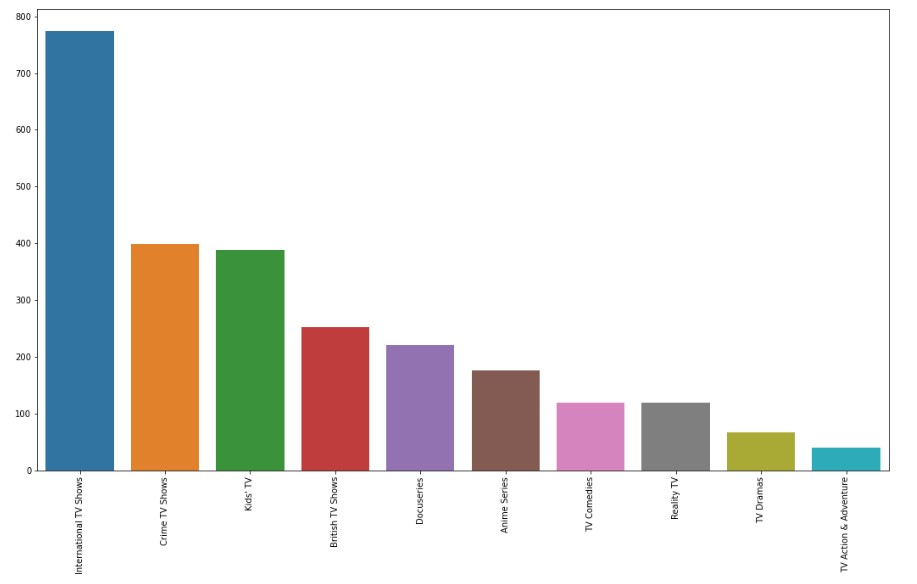 800
700
600
500
400
300
200
100
0
International TV Shows
Crime TV Shows
Kids' TV
British TV Shows
Docuseries
Anime Series
TV Comedies
Reality TV
TV Dramas
TV Action & Adventure